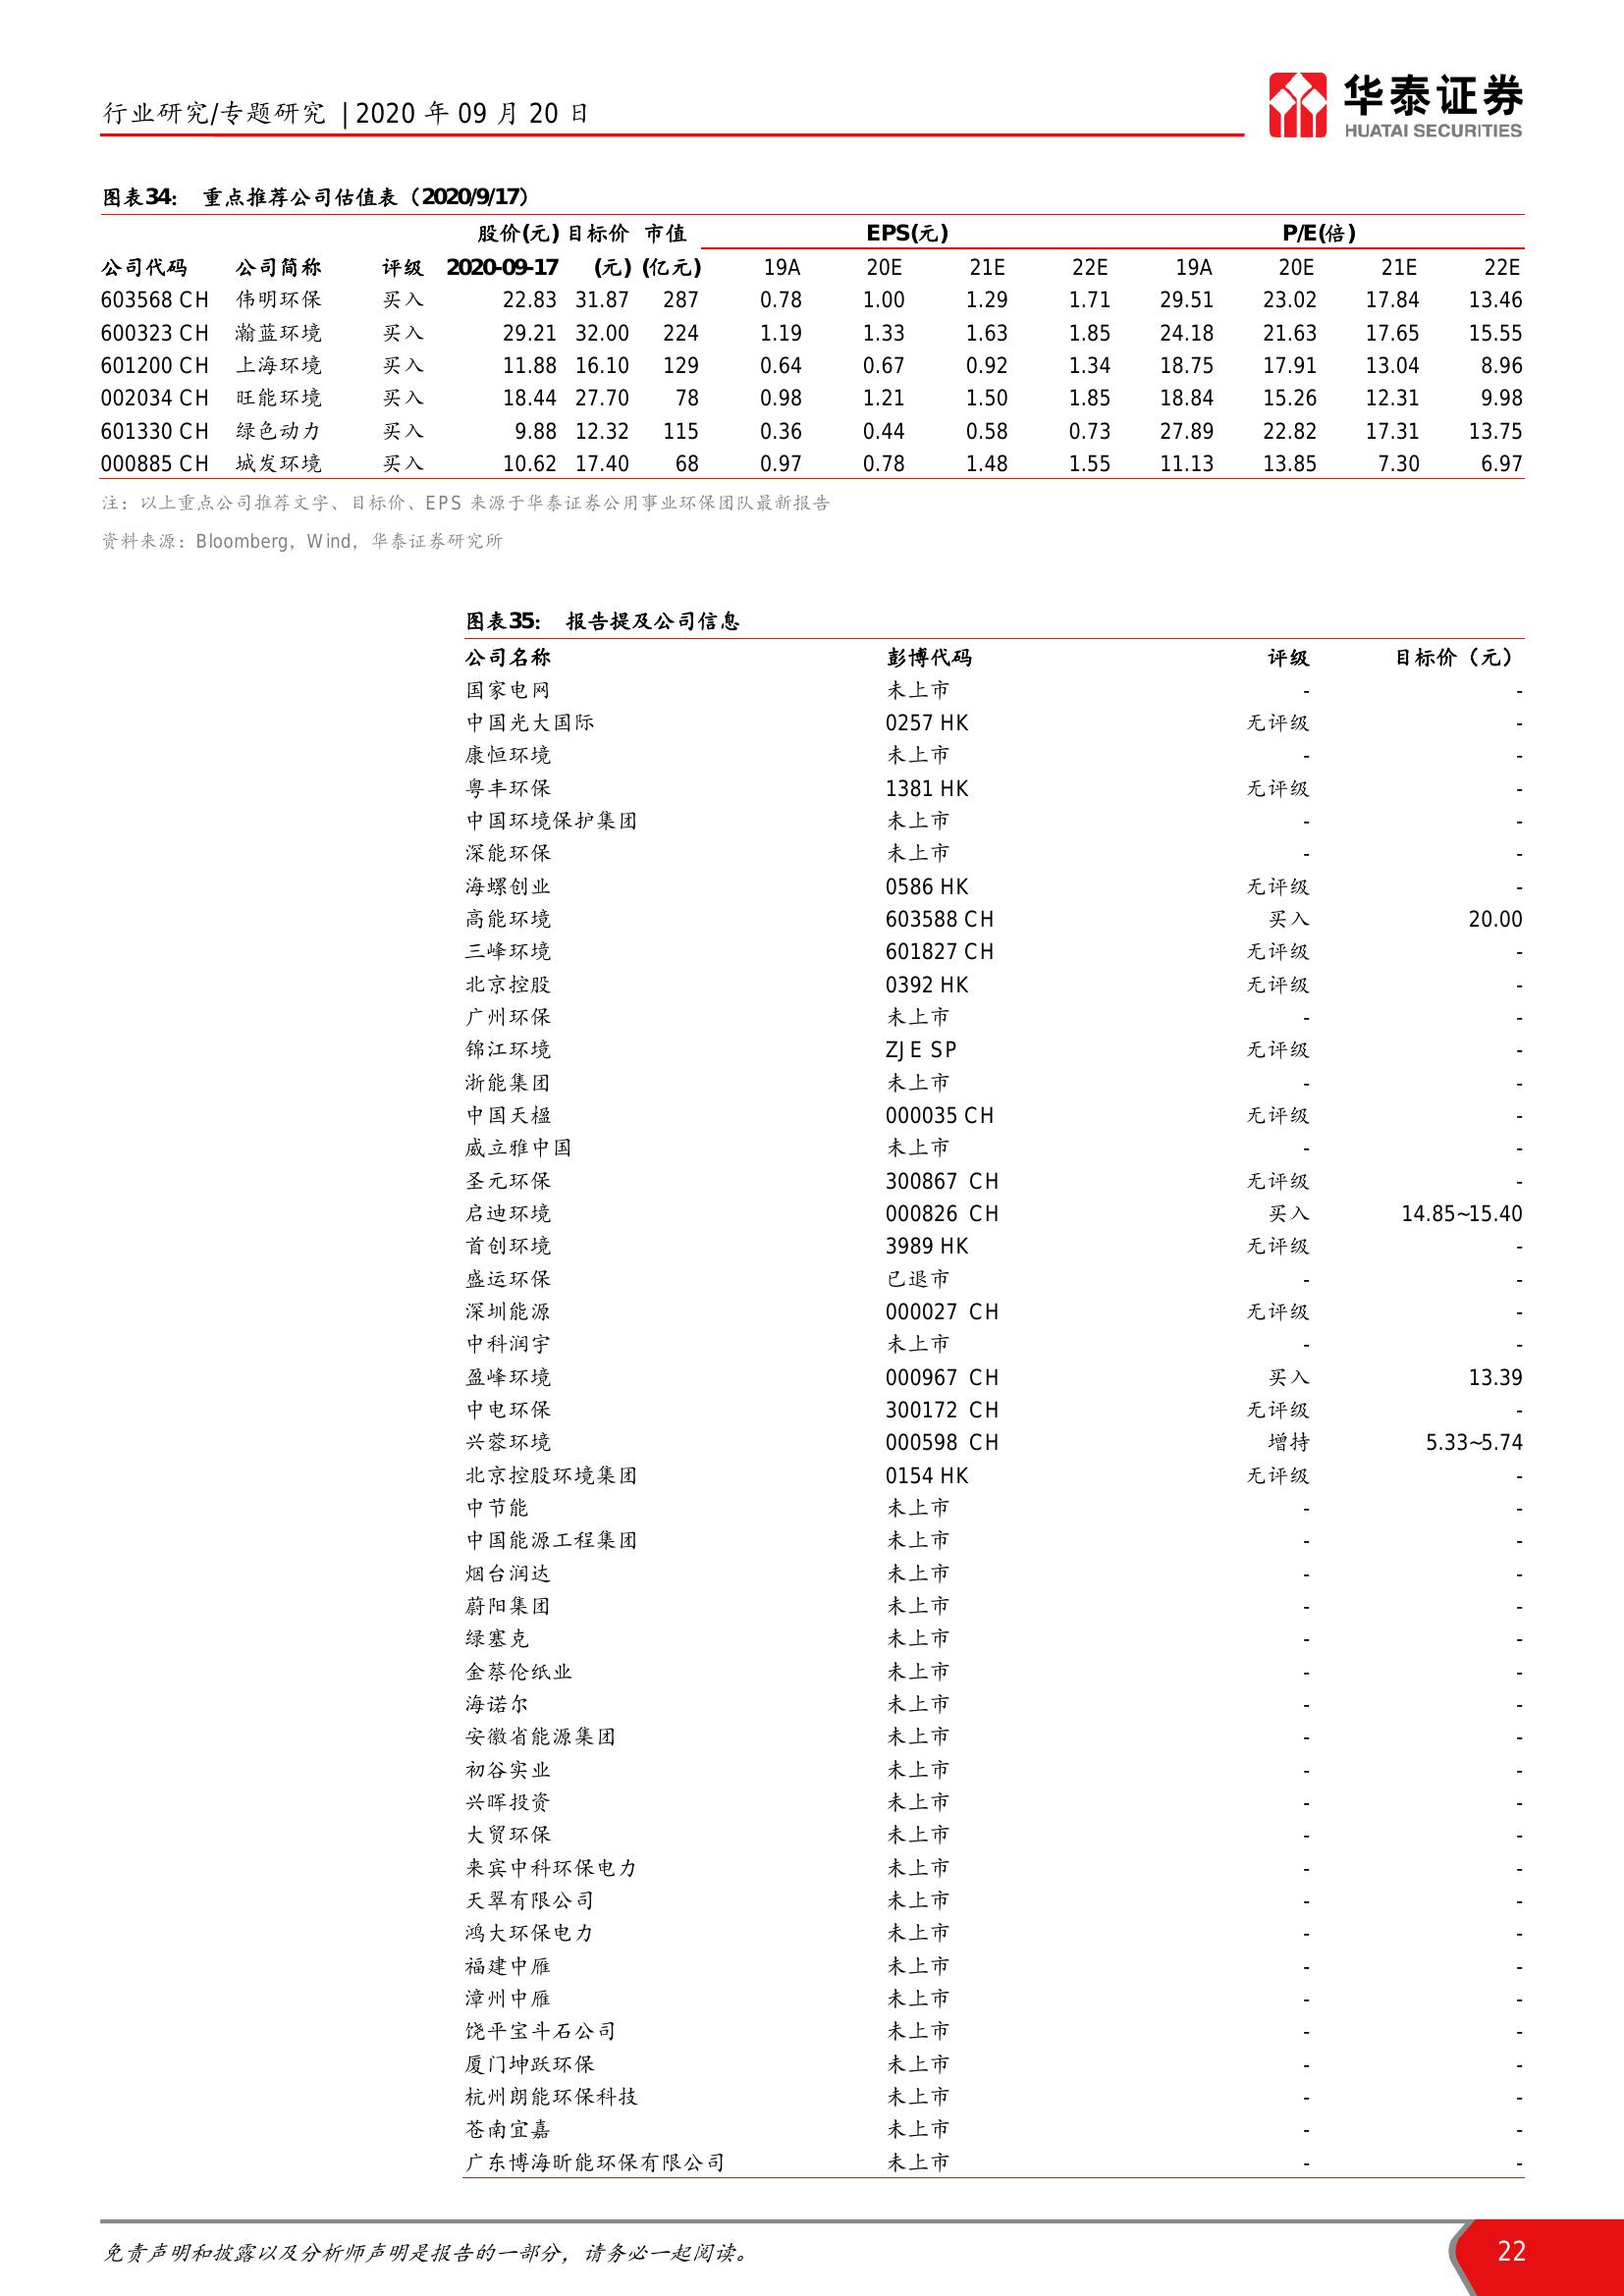 行业研究/专题研究 | 2020 年 09 月 20 日
华泰证券
HUATAI SECURITIES
图表34： 重点推荐公司估值表（2020/9/17）
股价(元) 目标价 市值 EPS(元) P/E(倍)
公司代码 公司简称 评级 2020-09-17 (元) (亿元) 19A 20E 21E 22E 19A 20E 21E 22E
603568 CH 伟明环保 买入 22.83 31.87 287 0.78 1.00 1.29 1.71 29.51 23.02 17.84 13.46
600323 CH 瀚蓝环境 买入 29.21 32.00 224 1.19 1.33 1.63 1.85 24.18 21.63 17.65 15.55
601200 CH 上海环境 买入 11.88 16.10 129 0.64 0.67 0.92 1.34 18.75 17.91 13.04 8.96
002034 CH 旺能环境 买入 18.44 27.70 78 0.98 1.21 1.50 1.85 18.84 15.26 12.31 9.98
601330 CH 绿色动力 买入 9.88 12.32 115 0.36 0.44 0.58 0.73 27.89 22.82 17.31 13.75
000885 CH 城发环境 买入 10.62 17.40 68 0.97 0.78 1.48 1.55 11.13 13.85 7.30 6.97
注：以上重点公司推荐文字、目标价、EPS 来源于华泰证券公用事业环保团队最新报告
资料来源：Bloomberg，Wind，华泰证券研究所
图表35： 报告提及公司信息
公司名称 彭博代码 评级 目标价（元）
国家电网 未上市 - -
中国光大国际 0257 HK 无评级 -
康恒环境 未上市 - -
粤丰环保 1381 HK 无评级 -
中国环境保护集团 未上市 - -
深能环保 未上市 - -
海螺创业 0586 HK 无评级 -
高能环境 603588 CH 买入 20.00
三峰环境 601827 CH 无评级 -
北京控股 0392 HK 无评级 -
广州环保 未上市 - -
锦江环境 ZJE SP 无评级 -
浙能集团 未上市 - -
中国天楹 000035 CH 无评级 -
威立雅中国 未上市 - -
圣元环保 300867 CH 无评级 -
启迪环境 000826 CH 买入 14.85~15.40
首创环境 3989 HK 无评级 -
盛运环保 已退市 - -
深圳能源 000027 CH 无评级 -
中科润宇 未上市 - -
盈峰环境 000967 CH 买入 13.39
中电环保 300172 CH 无评级 -
兴蓉环境 000598 CH 增持 5.33~5.74
北京控股环境集团 0154 HK 无评级 -
中节能 未上市 - -
中国能源工程集团 未上市 - -
烟台润达 未上市 - -
蔚阳集团 未上市 - -
绿塞克 未上市 - -
金蔡伦纸业 未上市 - -
海诺尔 未上市 - -
安徽省能源集团 未上市 - -
初谷实业 未上市 - -
兴晖投资 未上市 - -
大贸环保 未上市 - -
来宾中科环保电力 未上市 - -
天翠有限公司 未上市 - -
鸿大环保电力 未上市 - -
福建中雁 未上市 - -
漳州中雁 未上市 - -
饶平宝斗石公司 未上市 - -
厦门坤跃环保 未上市 - -
杭州朗能环保科技 未上市 - -
苍南宜嘉 未上市 - -
广东博海昕能环保有限公司 未上市 - -
免责声明和披露以及分析师声明是报告的一部分，请务必一起阅读。
22